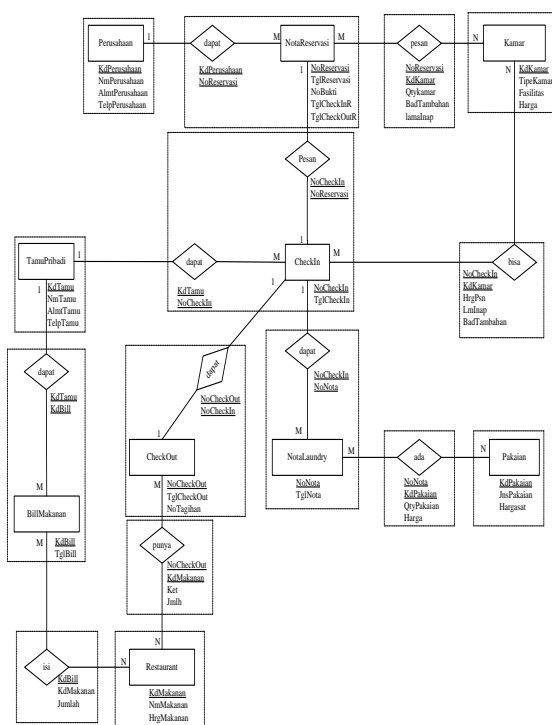 Perusahaan
1
dapat
M
NotaReservasi
M
pesan
N
Kamar
KdPerusahaan
NmPerusahaan
AlmtPerusahaan
TelpPerusahaan
KdPerusahaan
NoReservasi
1
NoReservasi
TglReservasi
NoBukti
TglCheckInR
TglCheckOutR
NoReservasi
KdKamar
Qtykamar
BadTambahan
lamaInap
N
KdKamar
TipeKamar
Fasilitas
Harga
Pesan
NoCheckIn
NoReservasi
1
TamuPribadi
1
dapat
M
CheckIn
M
bisa
1
KdTamu
NmTamu
AlmtTamu
TelpTamu
KdTamu
NoCheckIn
1
1
NoCheckIn
TglCheckIn
NoCheckIn
KdKamar
HrgPsn
LmInap
BadTambahan
dapat
KdTamu
KdBill
dapat
NoCheckOut
NoCheckIn
dapat
NoCheckIn
NoNota
M
1
M
CheckOut
NotaLaundry
M
ada
N
Pakaian
M
NoCheckOut
TglCheckOut
NoTagihan
NoNota
TglNota
NoNota
KdPakaian
QtyPakaian
Harga
KdPakaian
JnsPakaian
Hargasat
BillMakanan
M
KdBill
TglBill
punya
NoCheckOut
KdMakanan
Ket
Jmlh
N
isi
N
Restaurant
KdBill
KdMakanan
Jumlah
KdMakanan
NmMakanan
HrgMakanan